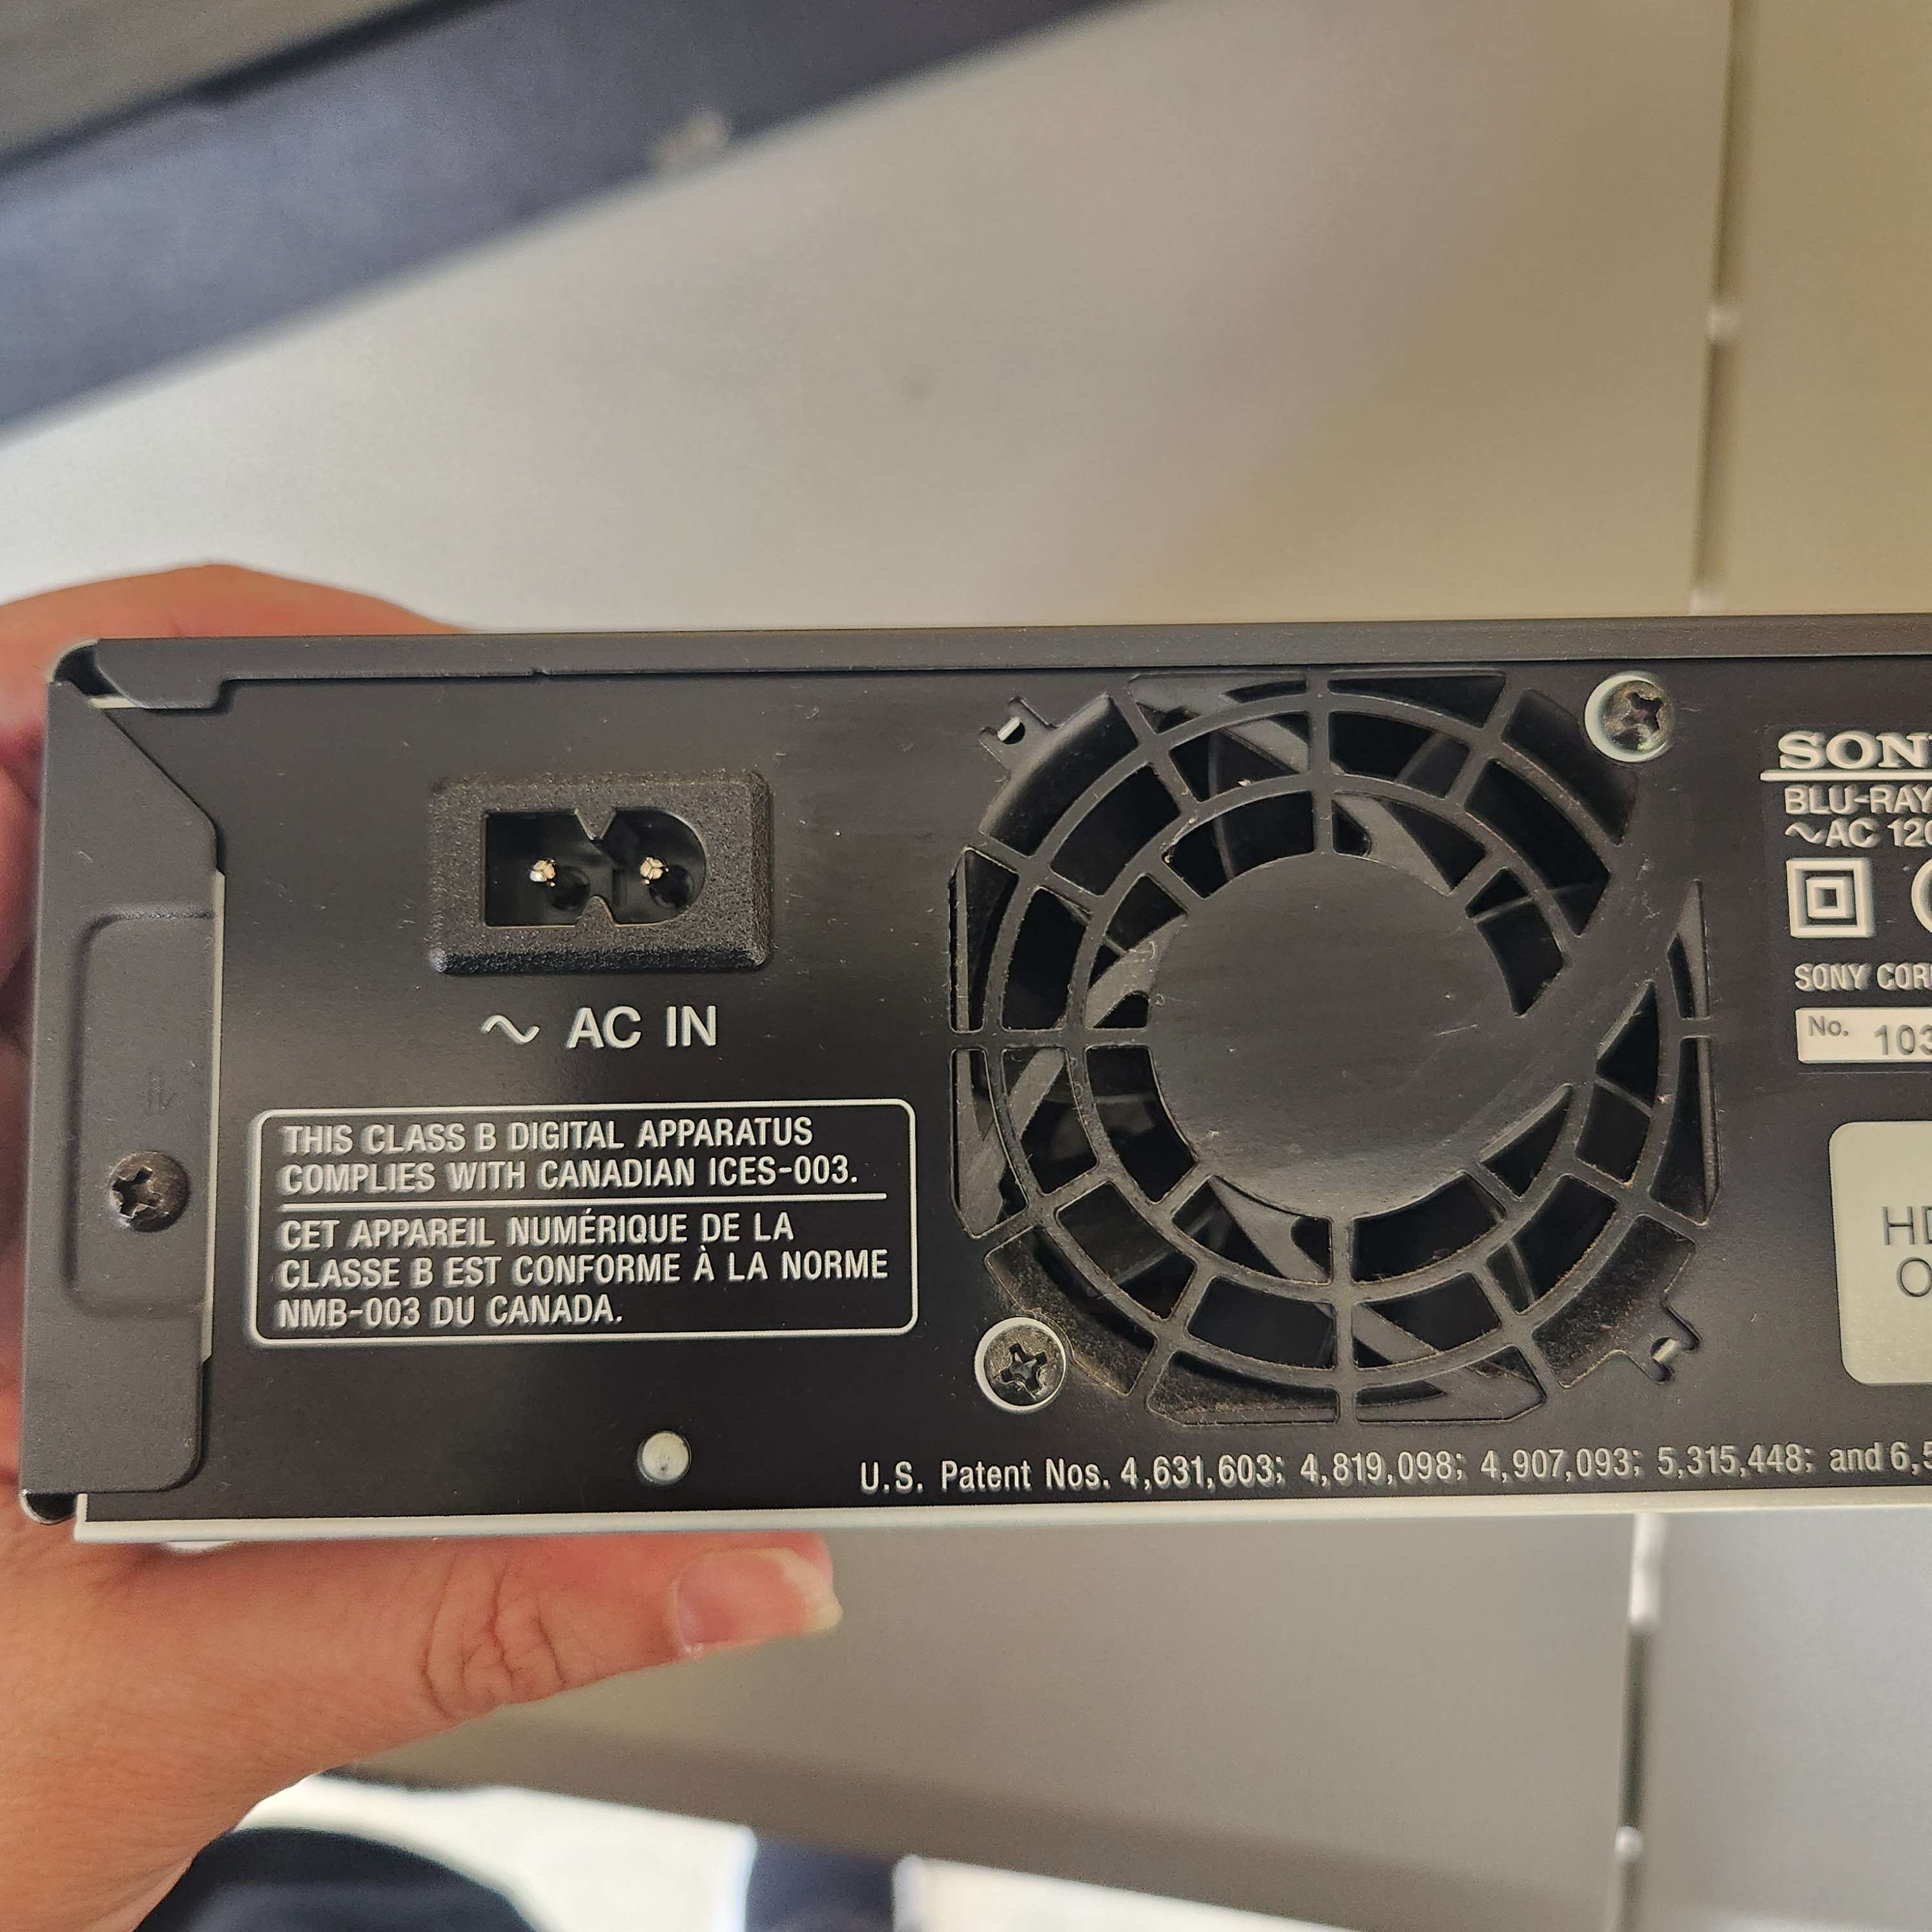 AC IN
THIS CLASS B DIGITAL APPARATUS
COMPLIES WITH CANADIAN ICES-003.
CET APPAREIL NUMÉRIQUE DE LA
CLASSE B EST CONFORME À LA NORME
NMB-003 DU CANADA.
U.S. Patent Nos. 4,631,603; 4,819,098; 4,907,093; 5,315,448; and
BLU-RAY
~AC
SONY
No.